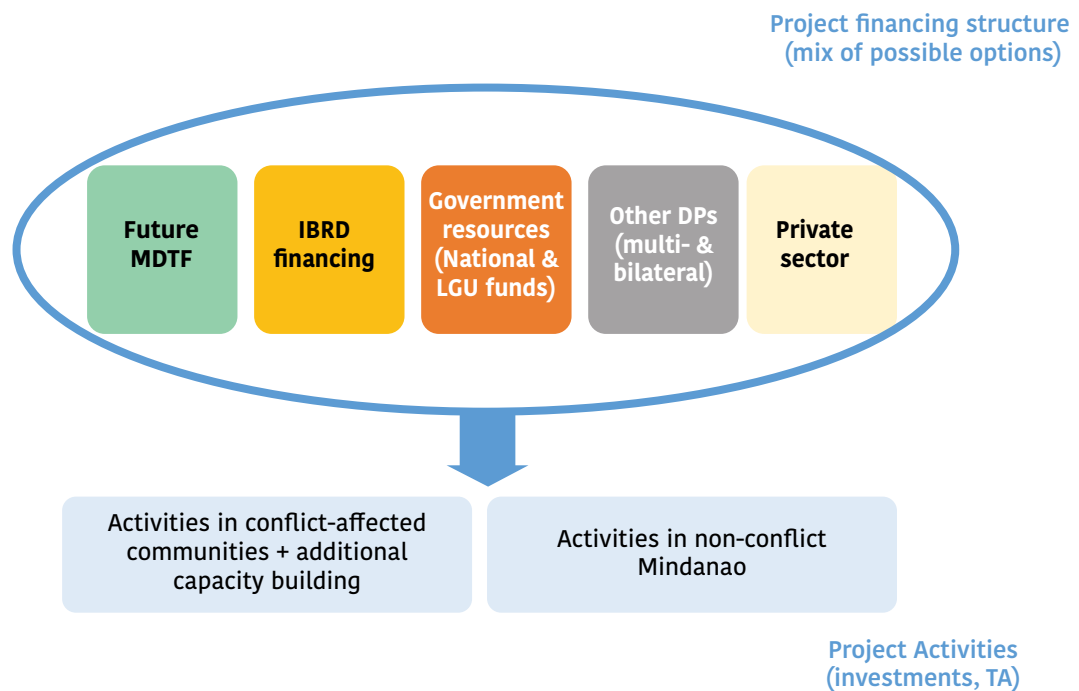 Project financing structure
(mix of possible options)
Future
MDTF
IBRD
financing
Government
resources
(National &
LGU funds)
Other DPs
(multi- &
bilateral)
Private
sector
Activities in conflict-affected
communities + additional
capacity building
Activities in non-conflict
Mindanao
Project Activities
(investments, TA)